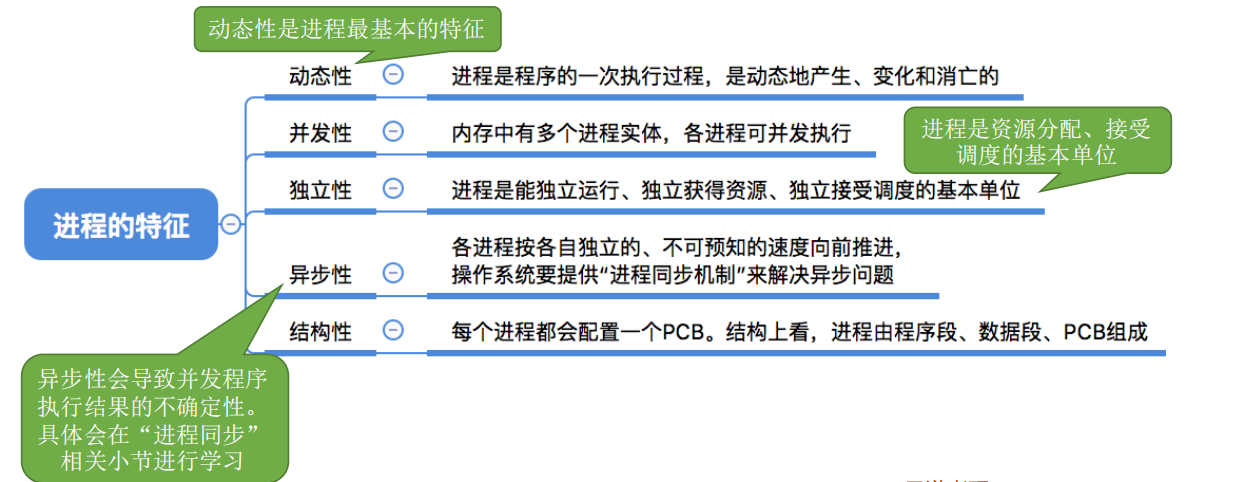 动态性是进程最基本的特征
动态性
进程是程序的一次执行过程，是动态地产生、变化和消亡的
并发性
内存中有多个进程实体，各进程可并发执行
进程是资源分配、接受
调度的基本单位
独立性
进程是能独立运行、独立获得资源、独立接受调度的基本单位
进程的特征
各进程按各自独立的、不可预知的速度向前推进，
操作系统要提供“进程同步机制”来解决异步问题
异步性
结构性
每个进程都会配置一个PCB。结构上看，进程由程序段、数据段、PCB组成
异步性会导致并发程序
执行结果的不确定性。
具体会在“进程同步”
相关小节进行学习